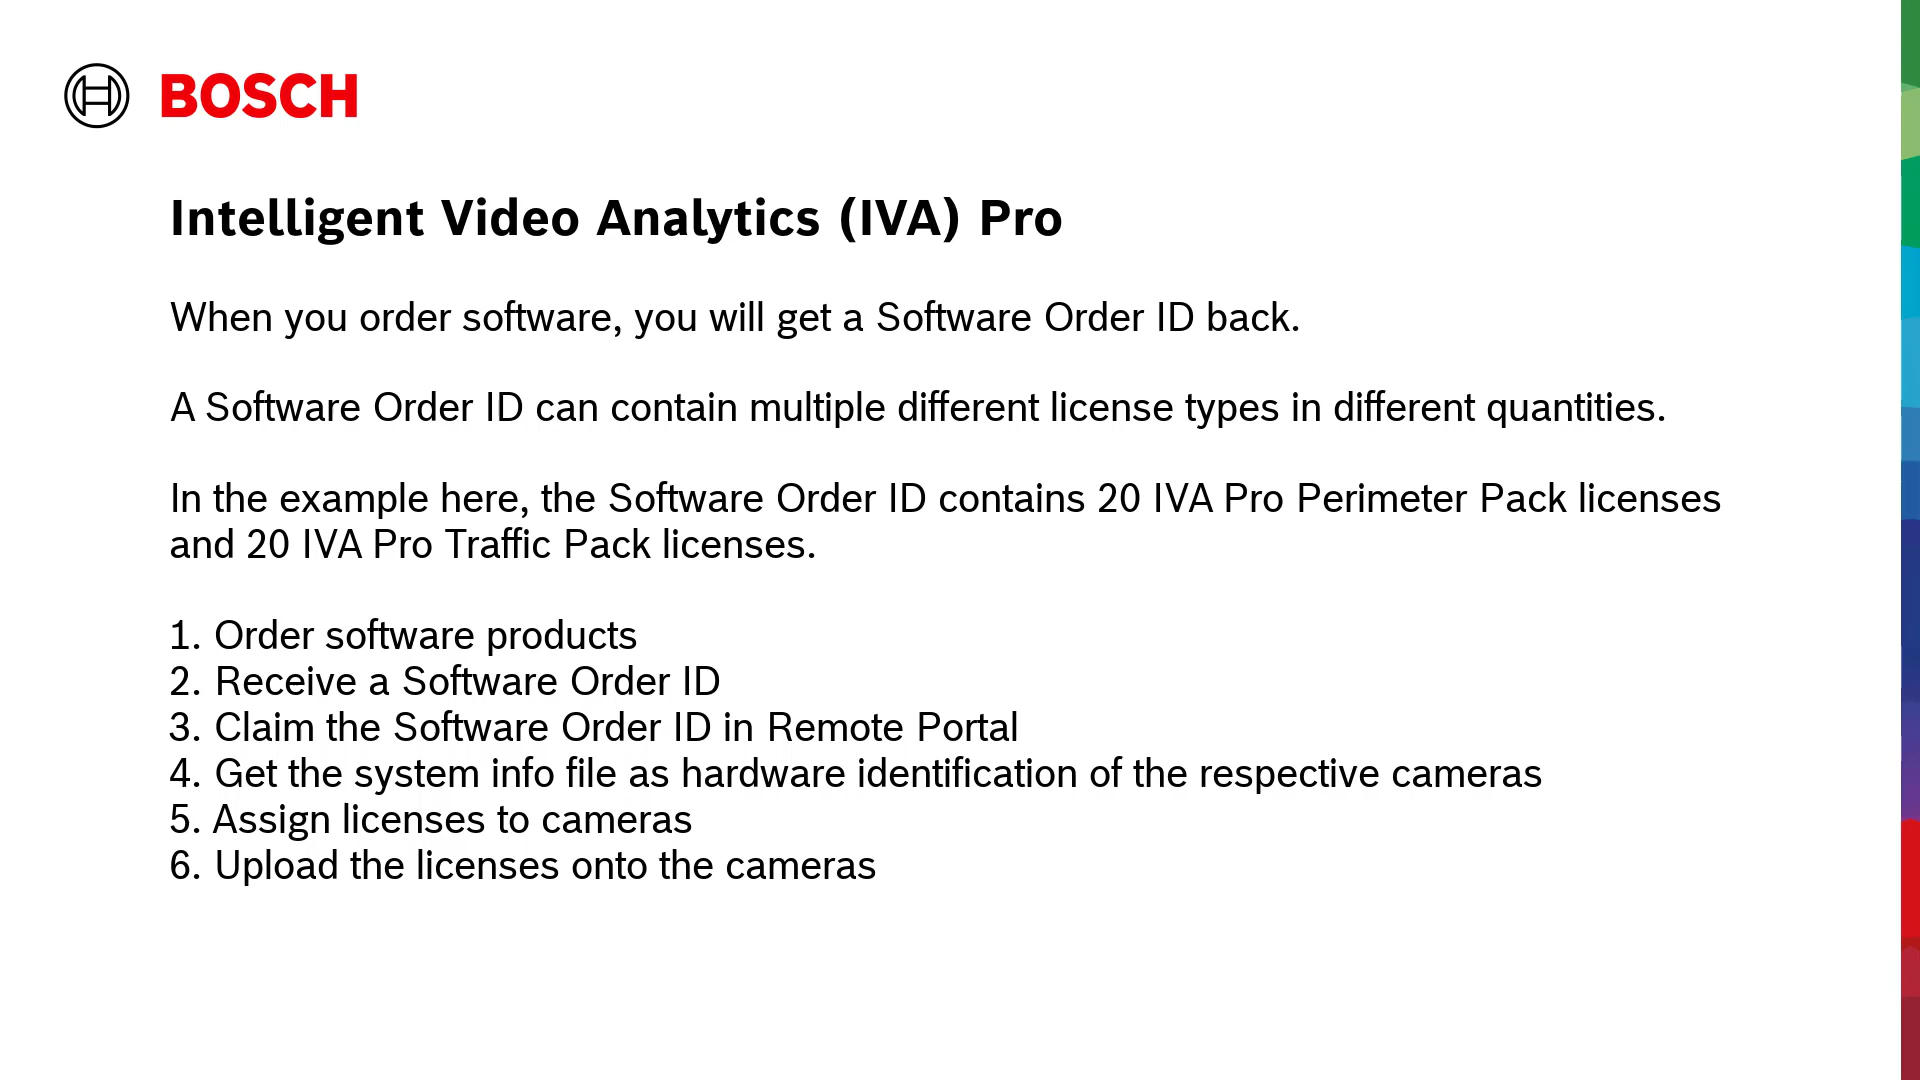 BOSCH
Intelligent Video Analytics (IVA) Pro
When you order software, you will get a Software Order ID back.
A Software Order ID can contain multiple different license types in different quantities.
In the example here, the Software Order ID contains 20 IVA Pro Perimeter Pack licenses
and 20 IVA Pro Traffic Pack licenses.
1. Order software products
2. Receive a Software Order ID
3. Claim the Software Order ID in Remote Portal
4. Get the system info file as hardware identification of the respective cameras
5. Assign licenses to cameras
6. Upload the licenses onto the cameras